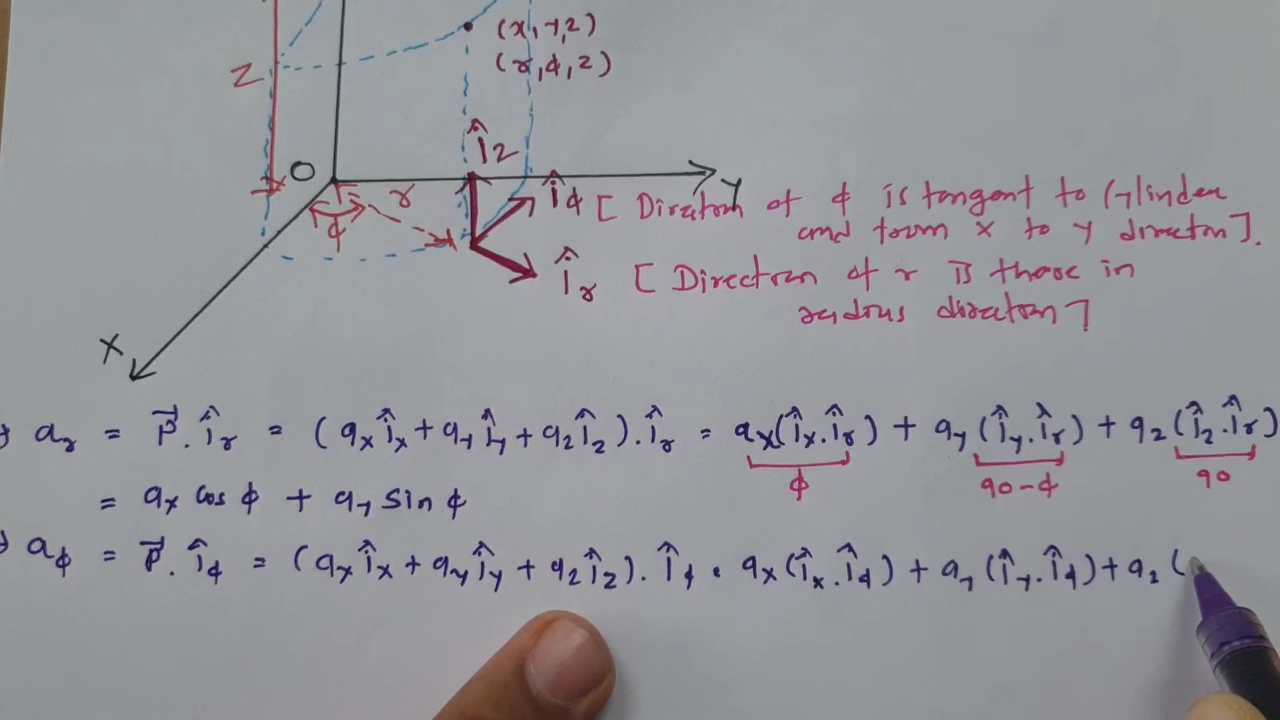 (x,y,z)
(r,ϕ,z)
Z
î_z
O
r
Y
î_ϕ [ Direction of ϕ is tangent to Cylinder
and from X to Y direction ].
ϕ
î_r [ Direction of r is there in
radius direction ]
X
a_r = P⃗ . î_r = (a_x î_x + a_y î_y + a_z î_z) . î_r = a_x (î_x . î_r) + a_y (î_y . î_r) + a_z (î_z . î_r)
ϕ 90-ϕ 90
= a_x cos ϕ + a_y sin ϕ
a_ϕ = P⃗ . î_ϕ = (a_x î_x + a_y î_y + a_z î_z) . î_ϕ = a_x (î_x . î_ϕ) + a_y (î_y . î_ϕ) + a_z (